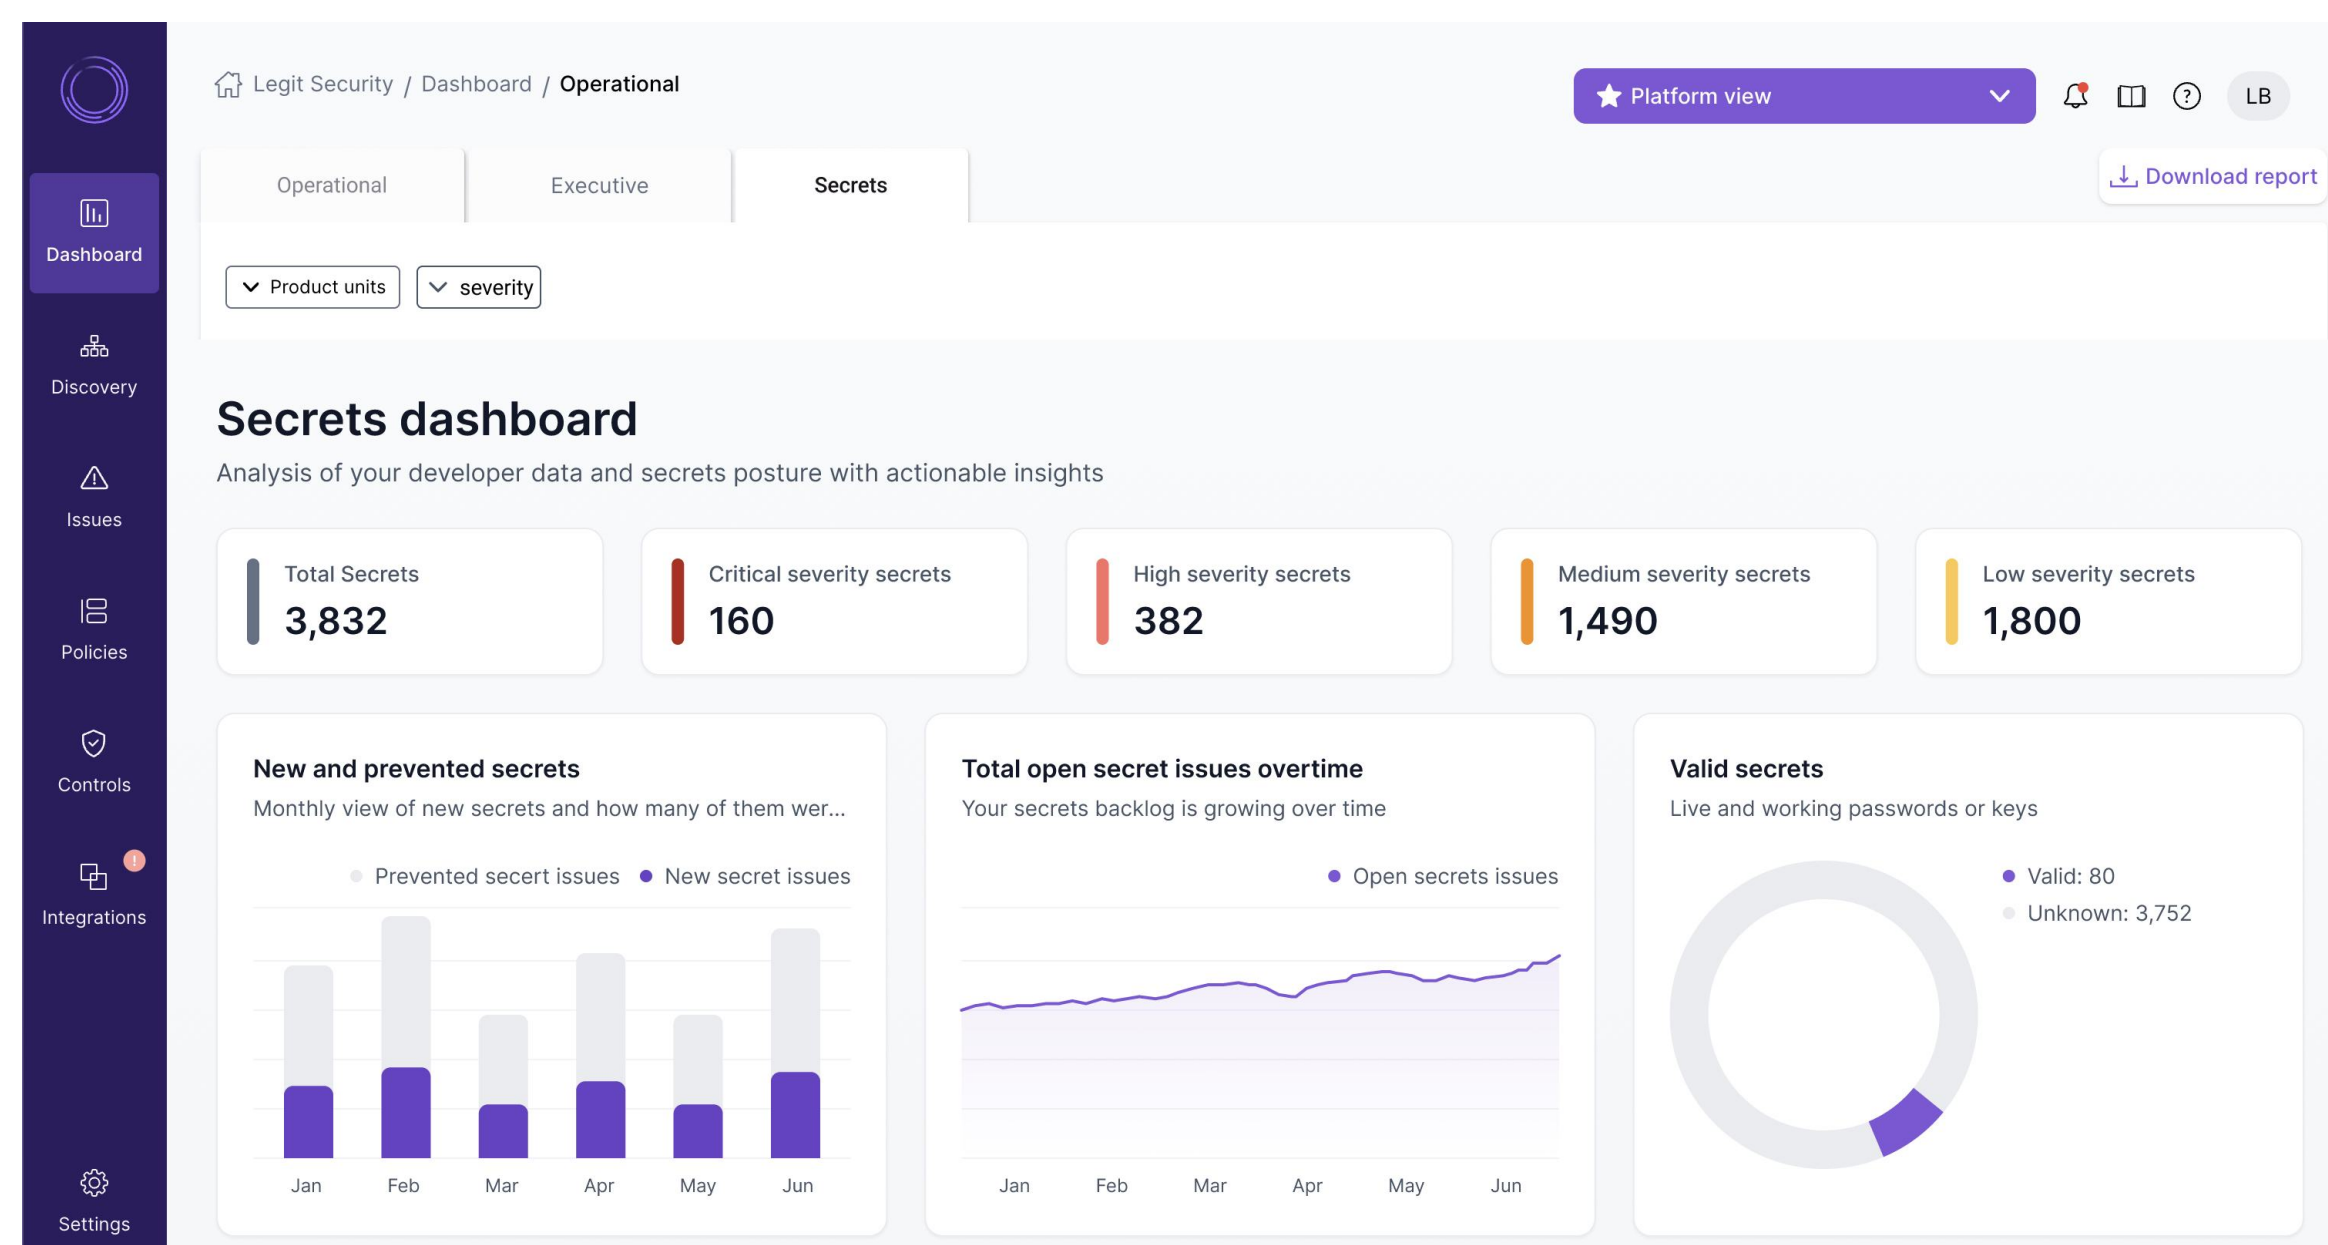 Legit Security / Dashboard / Operational
Platform view
LB
Operational
Executive
Secrets
Download report
Product units
severity
Dashboard
Discovery
Issues
Policies
Controls
Integrations
!
Settings
Secrets dashboard
Analysis of your developer data and secrets posture with actionable insights
Total Secrets
3,832
Critical severity secrets
160
High severity secrets
382
Medium severity secrets
1,490
Low severity secrets
1,800
New and prevented secrets
Monthly view of new secrets and how many of them wer...
Prevented secert issues
New secret issues
Jan Feb Mar Apr May Jun
Total open secret issues overtime
Your secrets backlog is growing over time
Open secrets issues
Jan Feb Mar Apr May Jun
Valid secrets
Live and working passwords or keys
Valid: 80
Unknown: 3,752